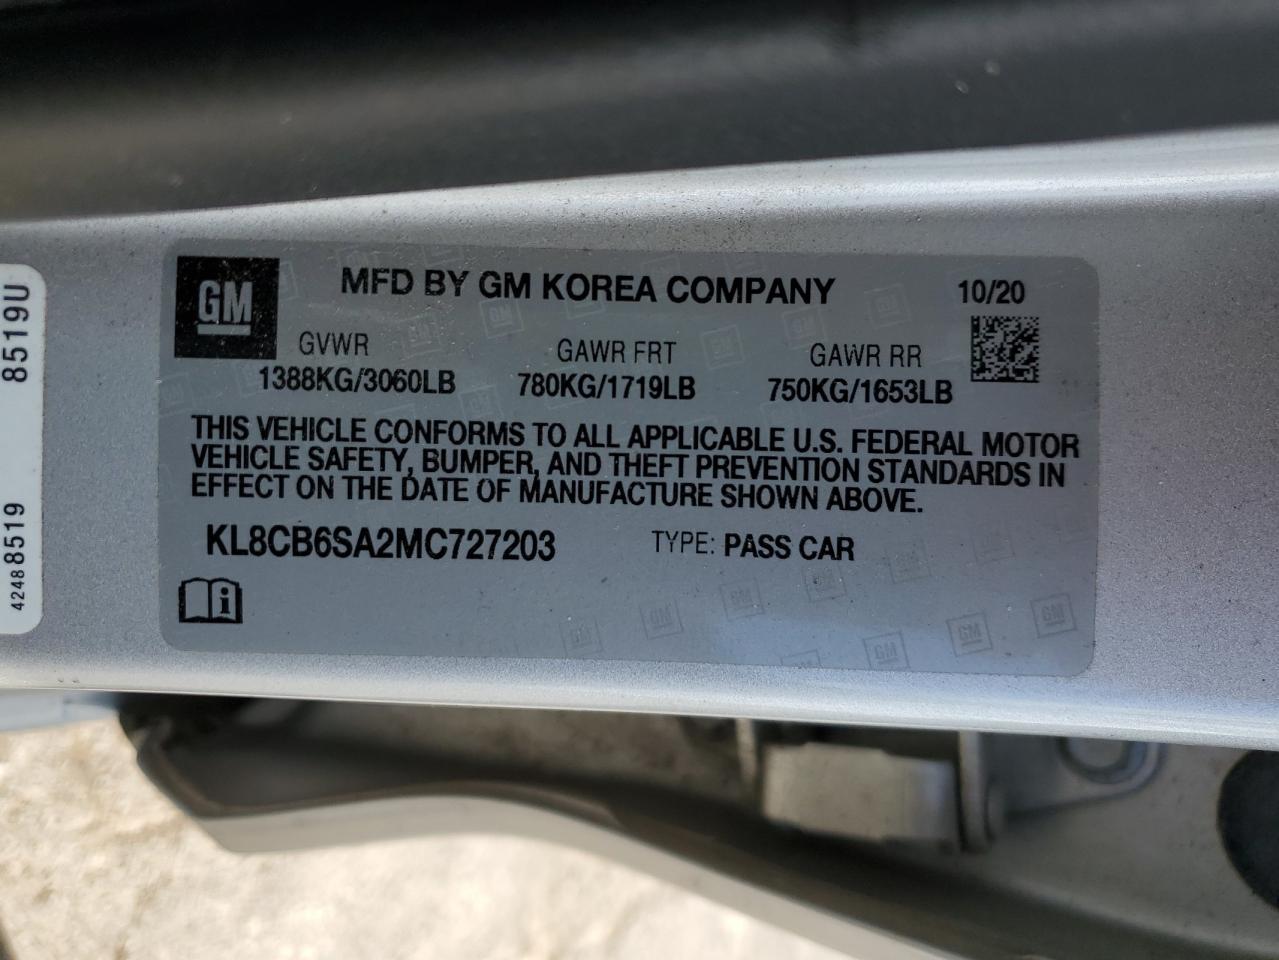 GM
MFD BY GM KOREA COMPANY
10/20
GVWR GAWR FRT GAWR RR
1388KG/3060LB 780KG/1719LB 750KG/1653LB
THIS VEHICLE CONFORMS TO ALL APPLICABLE U.S. FEDERAL MOTOR
VEHICLE SAFETY, BUMPER, AND THEFT PREVENTION STANDARDS IN
EFFECT ON THE DATE OF MANUFACTURE SHOWN ABOVE.
KL8CB6SA2MC727203 TYPE: PASS CAR
i
42488519 8519U